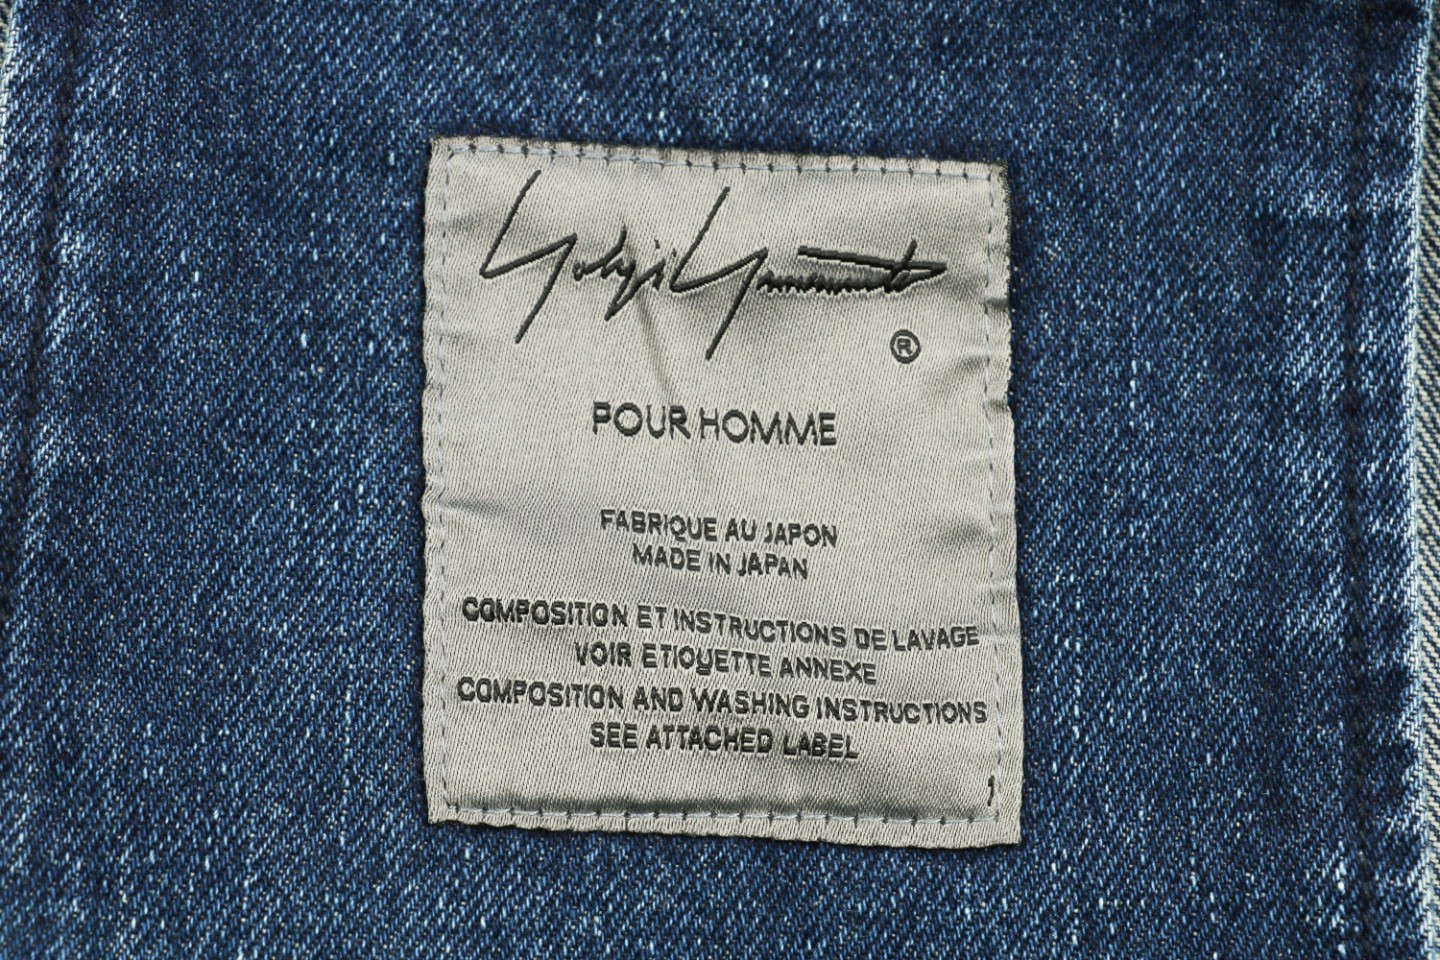 Yohji Yamamoto
®
POUR HOMME
FABRIQUE AU JAPON
MADE IN JAPAN
COMPOSITION ET INSTRUCTIONS DE LAVAGE
VOIR ETIQUETTE ANNEXE
COMPOSITION AND WASHING INSTRUCTIONS
SEE ATTACHED LABEL
1